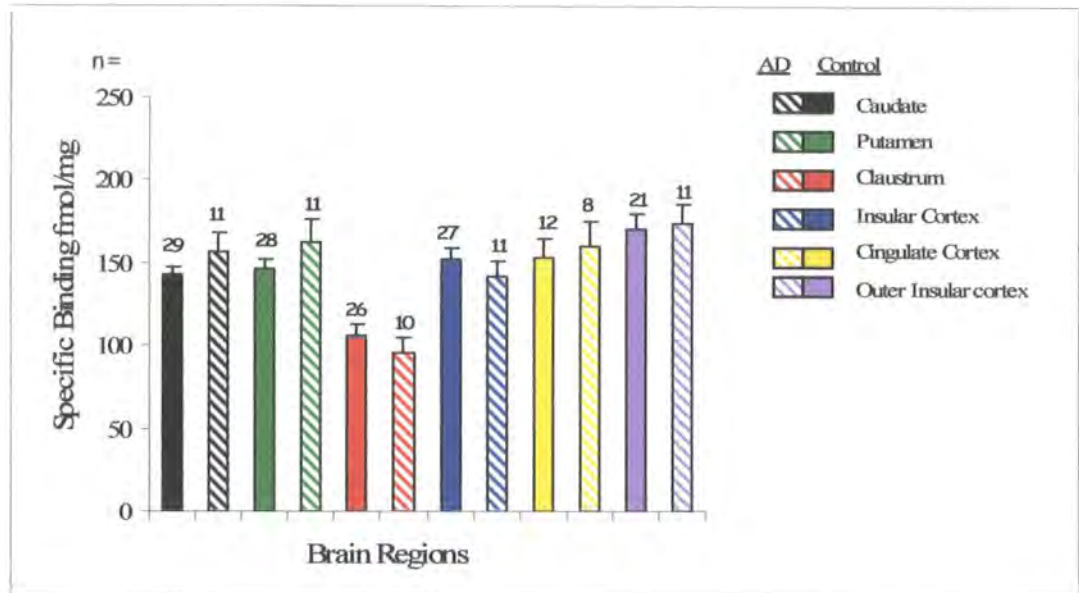 n=
AD Control
250
200
150
100
50
0
Specific Binding fmol/mg
29
11
28
11
26
10
27
11
12
8
21
11
Brain Regions
Caudate
Putamen
Claustrum
Insular Cortex
Cingulate Cortex
Outer Insular cortex